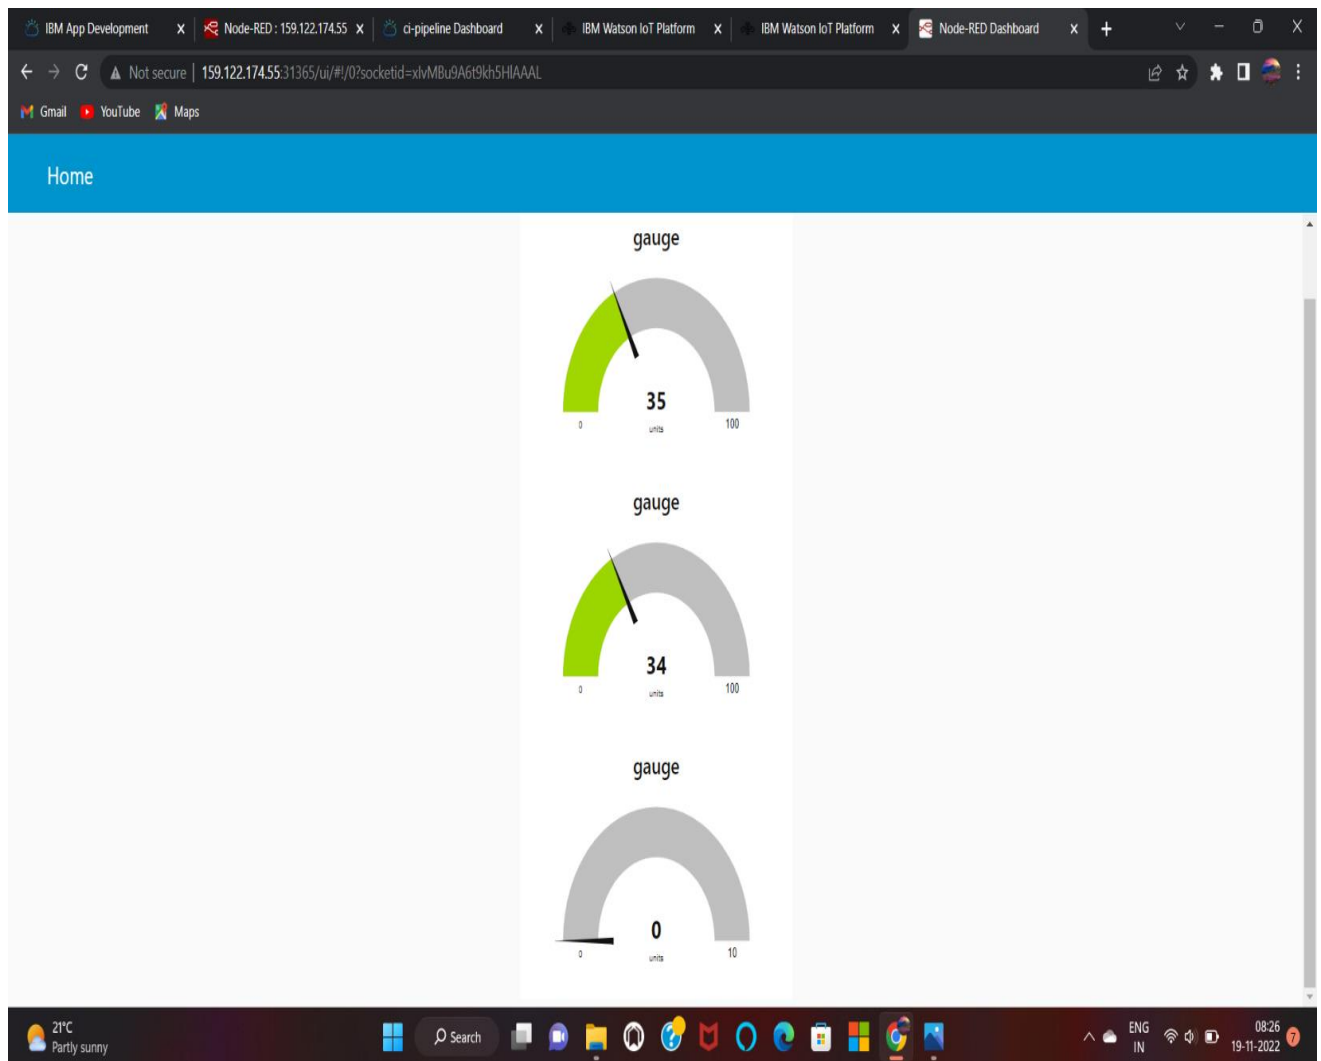 IBM App Development
Node-RED : 159.122.174.55
ci-pipeline Dashboard
IBM Watson IoT Platform
IBM Watson IoT Platform
Node-RED Dashboard
Not secure
159.122.174.55:31365/ui/#!/0?socketid=xlvMBu9A6t9kh5HlAAAL
Gmail
YouTube
Maps
Home
gauge
35
units
0
100
gauge
34
units
0
100
gauge
0
units
0
10
21°C
Partly sunny
Search
ENG
IN
08:26
19-11-2022
7